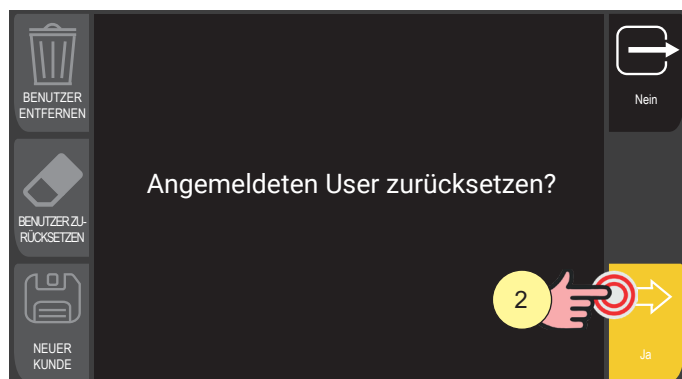 BENUTZER
ENTFERNEN
Nein
Angemeldeten User zurücksetzen?
BENUTZER ZU-
RÜCKSETZEN
2
NEUER
KUNDE
Ja